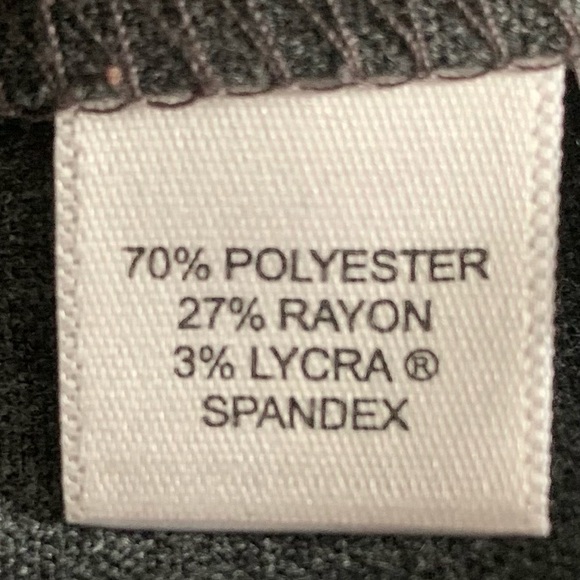 70% POLYESTER
27% RAYON
3% LYCRA ®
SPANDEX